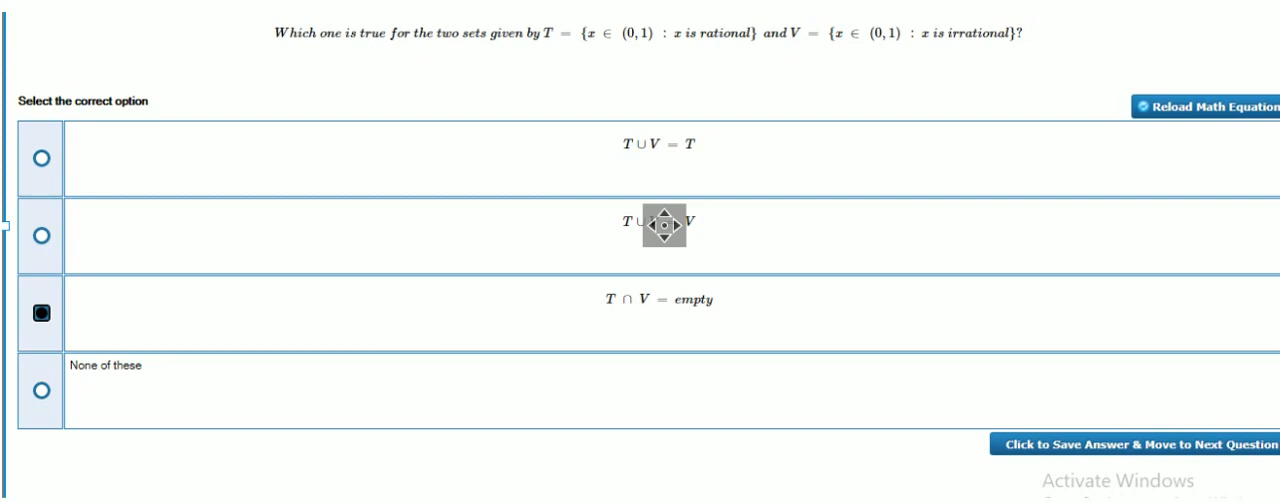 Which one is true for the two sets given by T = {x ∈ (0,1) : x is rational} and V = {x ∈ (0,1) : x is irrational}?
Select the correct option
Reload Math Equation
T ∪ V = T
T ∪ V
T ∩ V = empty
None of these
Click to Save Answer & Move to Next Question
Activate Windows